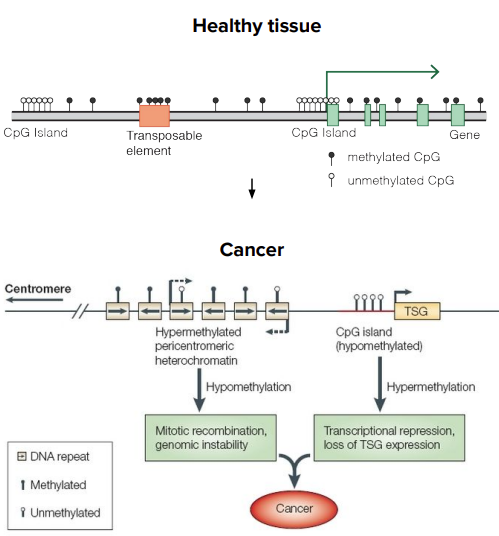 Healthy tissue
CpG Island
Transposable
element
CpG Island
Gene
methylated CpG
unmethylated CpG
Cancer
Centromere
TSG
Hypermethylated
pericentromeric
heterochromatin
CpG island
(hypomethylated)
Hypomethylation
Hypermethylation
Mitotic recombination,
genomic instability
Transcriptional repression,
loss of TSG expression
DNA repeat
Methylated
Unmethylated
Cancer